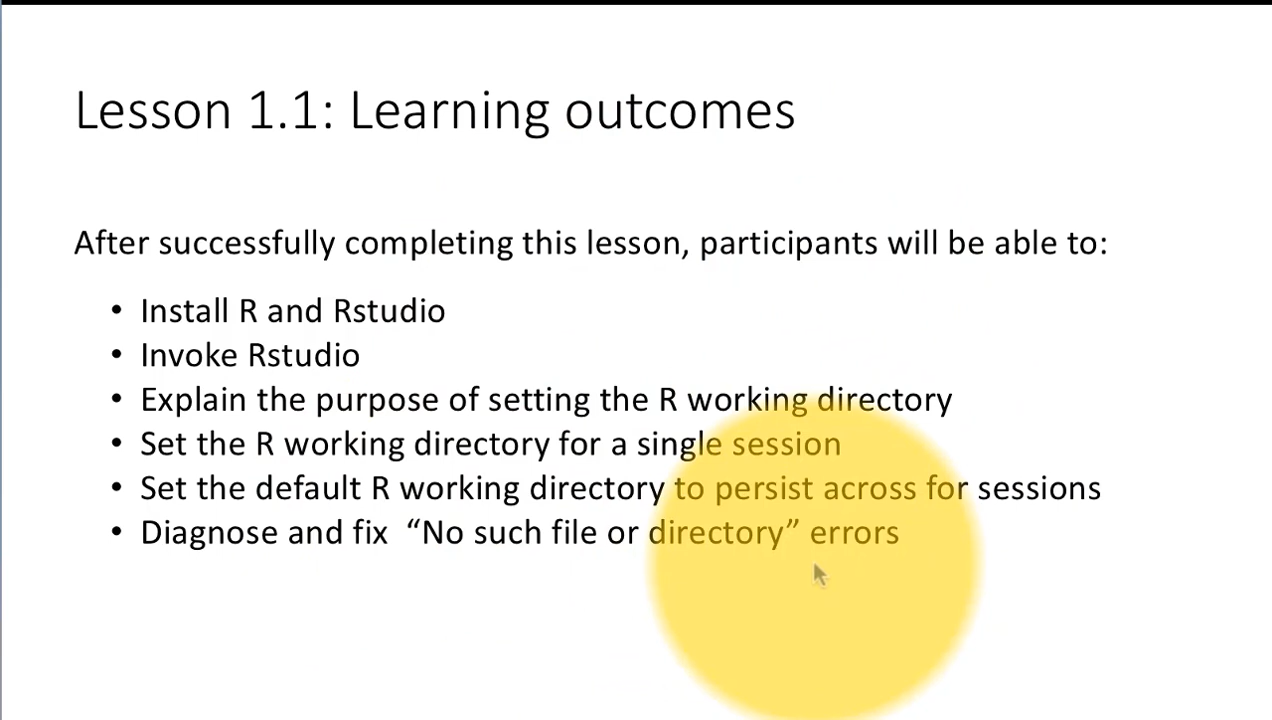 Lesson 1.1: Learning outcomes
After successfully completing this lesson, participants will be able to:
• Install R and Rstudio
• Invoke Rstudio
• Explain the purpose of setting the R working directory
• Set the R working directory for a single session
• Set the default R working directory to persist across for sessions
• Diagnose and fix “No such file or directory” errors